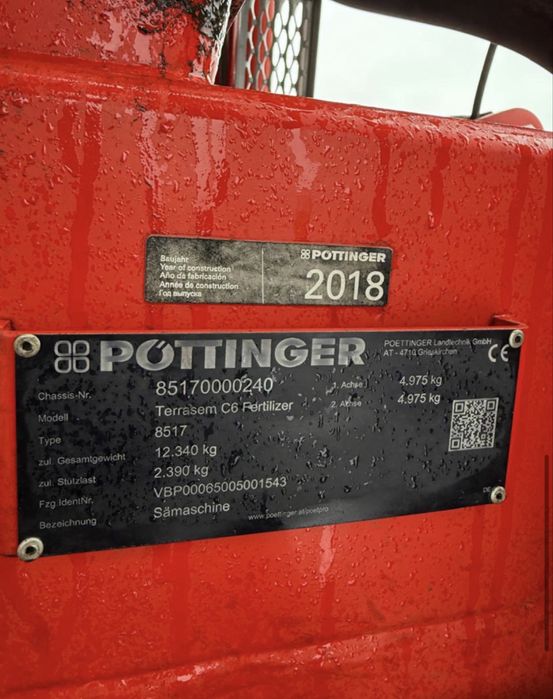 Baujahr
Year of construction
Año de fabricación
Année de construction
Год выпуска
PÖTTINGER
2018
PÖTTINGER
POETTINGER Landtechnik GmbH
AT - 4710 Grieskirchen
CE
Chassis-Nr. 85170000240 1. Achse 4.975 kg
Modell Terrasem C6 Fertilizer 2. Achse 4.975 kg
Type 8517
zul. Gesamtgewicht 12.340 kg
zul. Stützlast 2.390 kg
Fzg.IdentNr. VBP00065005001543
Bezeichnung Sämaschine
www.poettinger.at/poetpro
DE